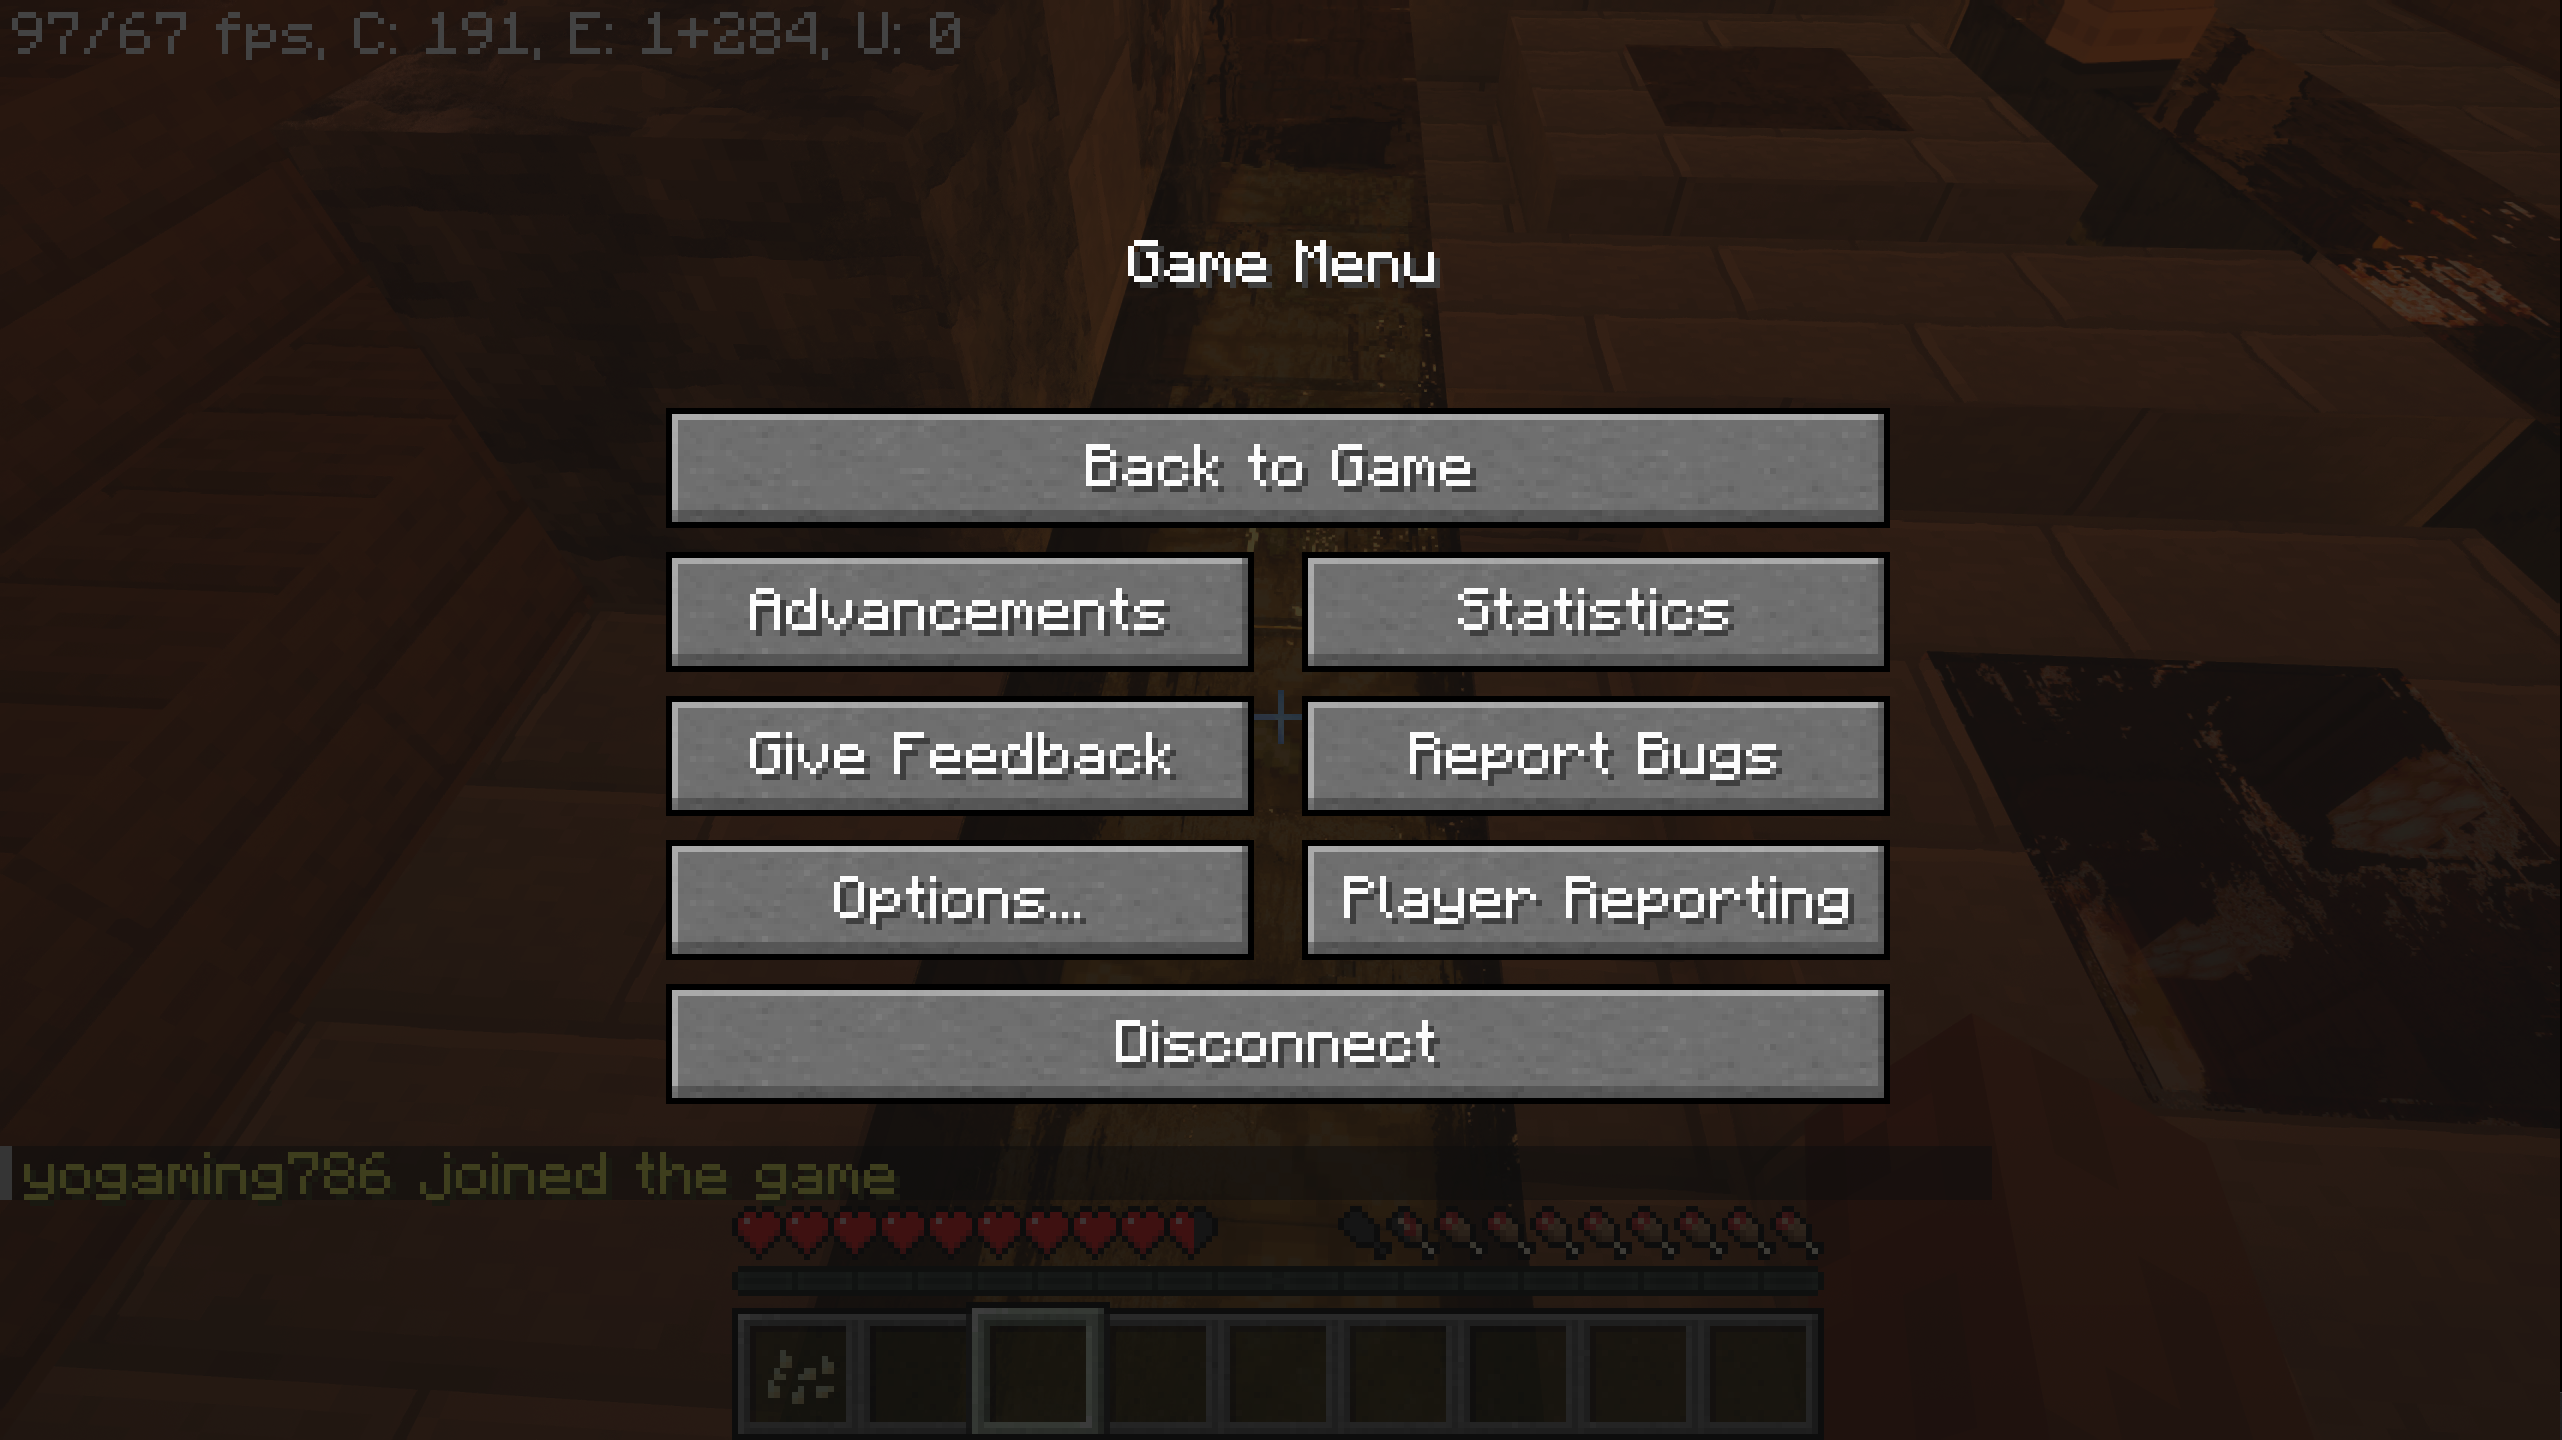 97/67 fps, C: 191, E: 1+284, U: 0
Game Menu
Back to Game
Advancements
Statistics
Give Feedback
Report Bugs
Options...
Player Reporting
Disconnect
yogaming786 joined the game